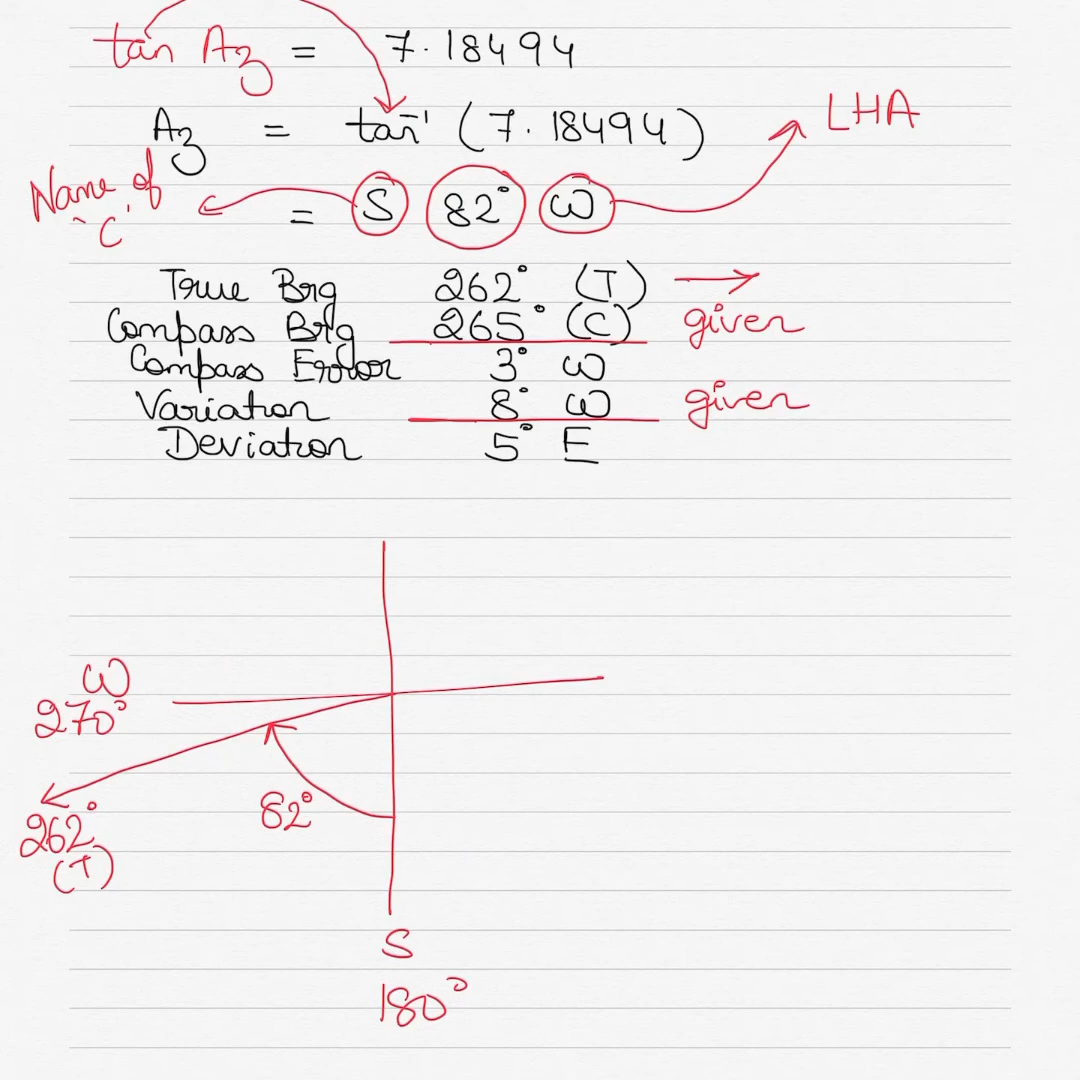 tan Az = 7.18494
LHA
Az = tan⁻¹ (7.18494)
Name of
'C'
= S 82° W
True Brg 262° (T)
Compass Brg 265° (C) given
Compass Error 3° W
Variation 8° W given
Deviation 5° E
W
270°
82°
262°
(T)
S
180°